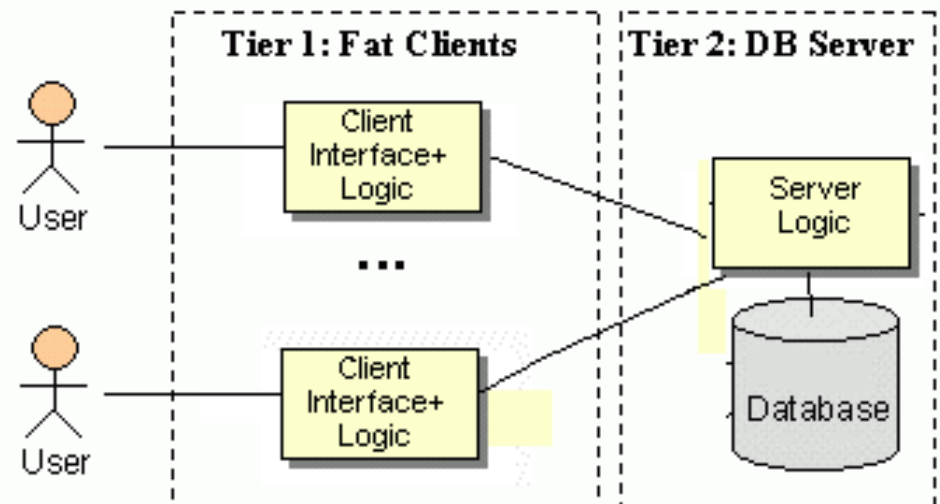 Tier 1: Fat Clients
Tier 2: DB Server
Client
Interface+
Logic
User
Server
Logic
...
Client
Interface+
Logic
User
Database